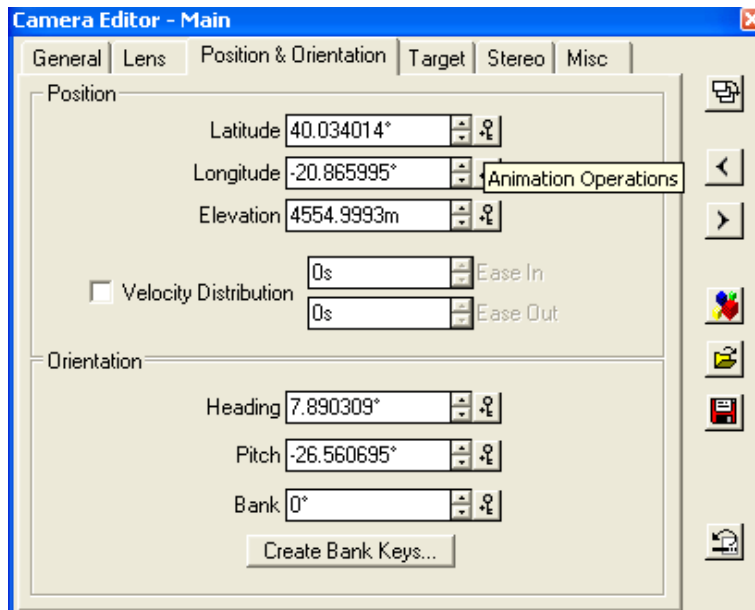 Camera Editor - Main
General Lens Position & Orientation Target Stereo Misc
Position
Latitude 40.034014°
Longitude -20.865995°
Animation Operations
Elevation 4554.9993m
Velocity Distribution
0s Ease In
0s Ease Out
Orientation
Heading 7.890309°
Pitch -26.560695°
Bank 0°
Create Bank Keys...